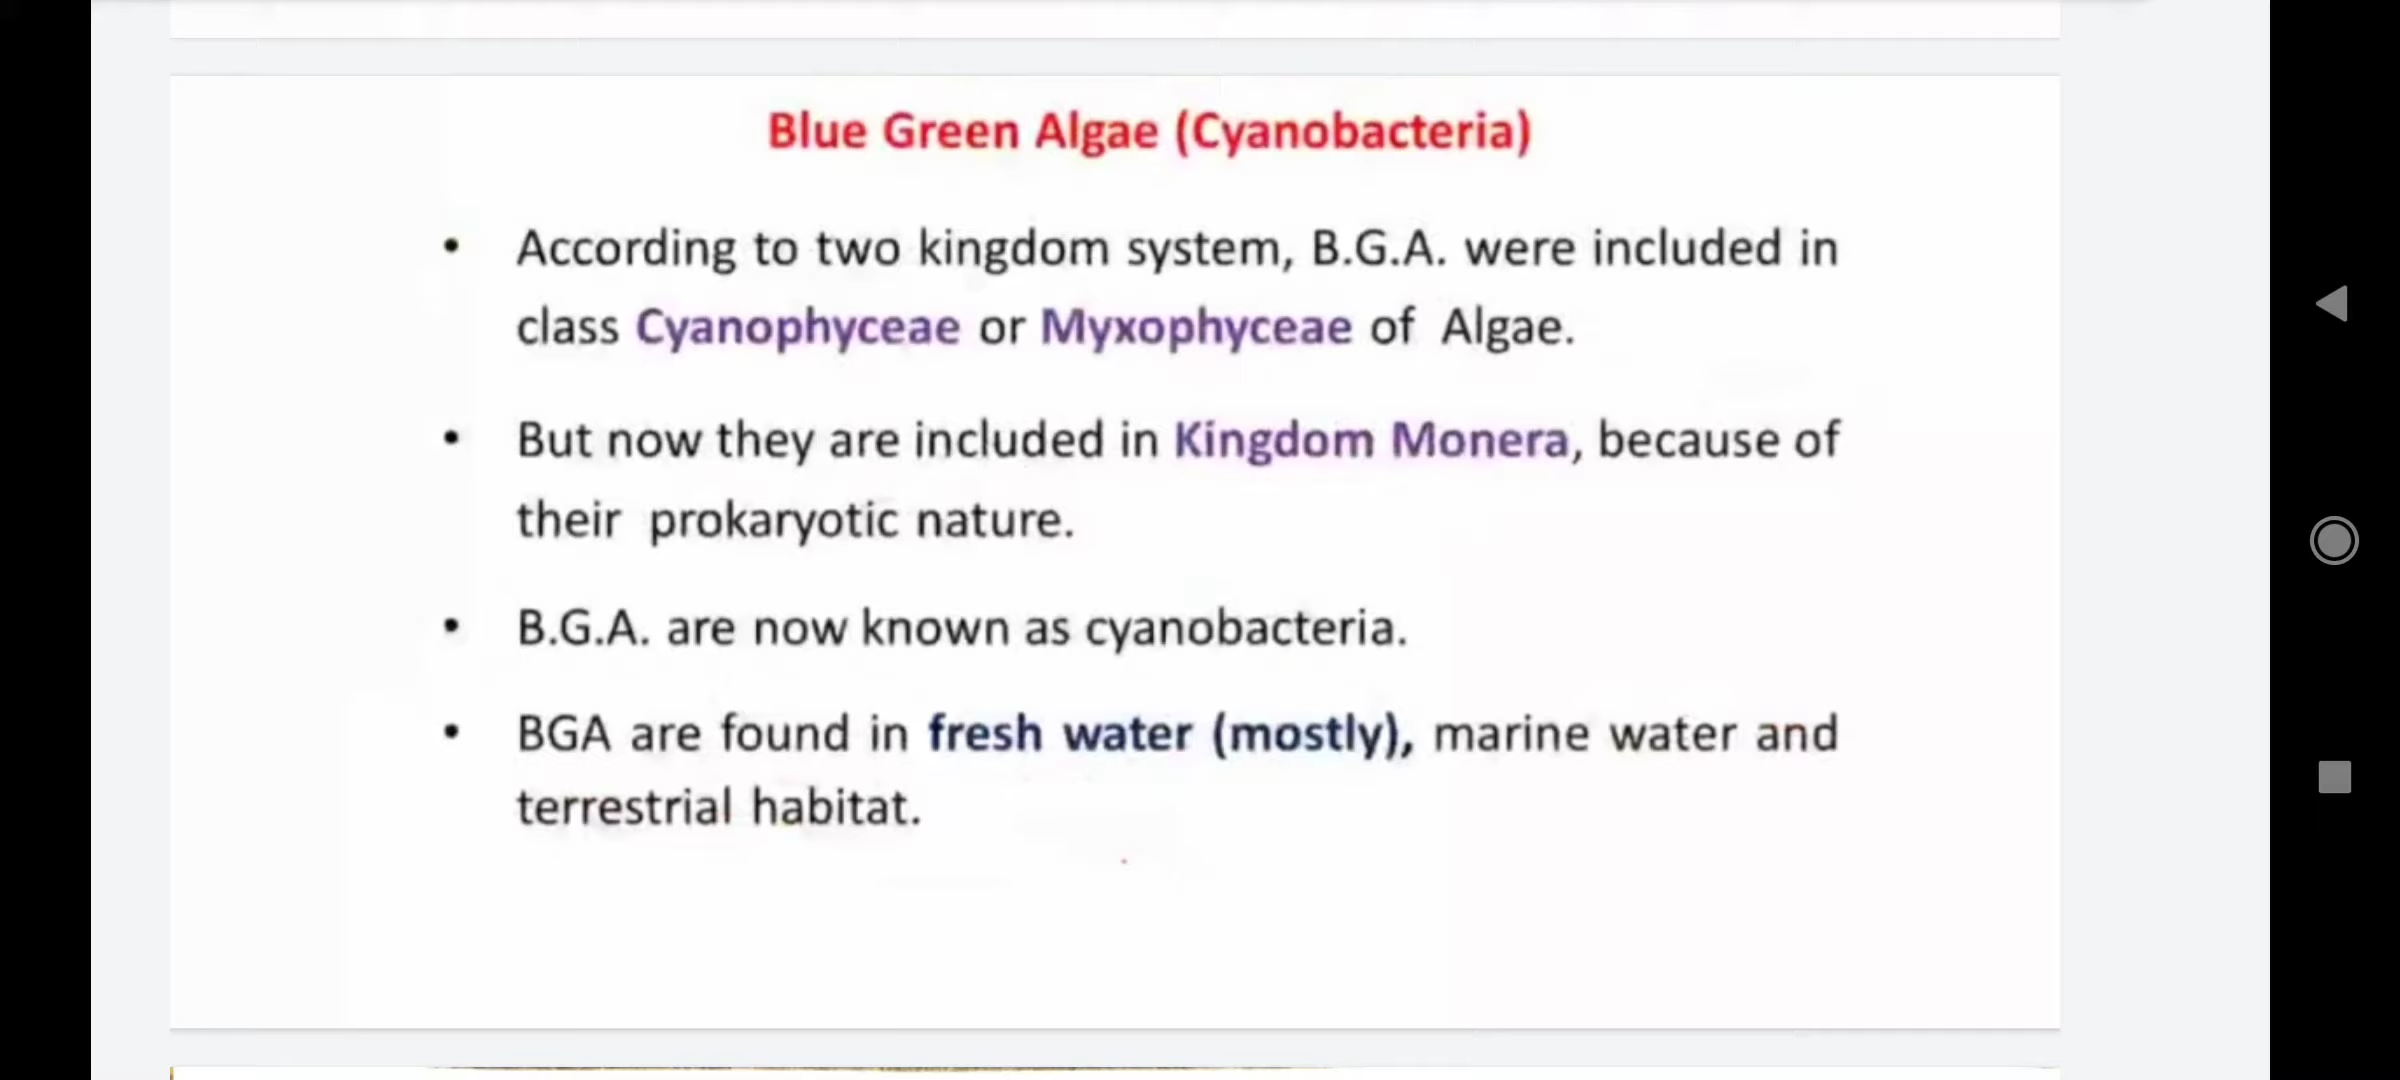 Blue Green Algae (Cyanobacteria)
• According to two kingdom system, B.G.A. were included in
class Cyanophyceae or Myxophyceae of Algae.
• But now they are included in Kingdom Monera, because of
their prokaryotic nature.
• B.G.A. are now known as cyanobacteria.
• BGA are found in fresh water (mostly), marine water and
terrestrial habitat.